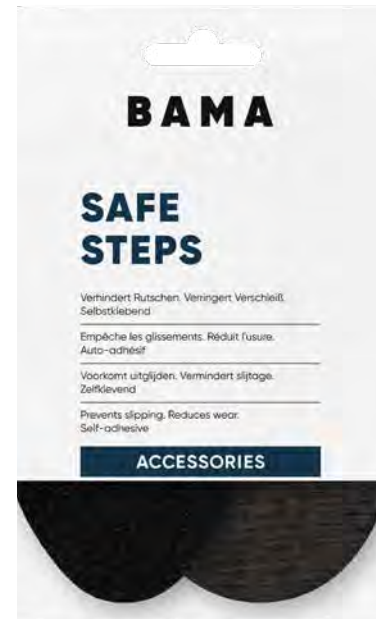 BAMA
SAFE
STEPS
Verhindert Rutschen. Verringert Verschleiß.
Selbstklebend
Empêche les glissements. Réduit l'usure.
Auto-adhésif
Voorkomt uitglijden. Vermindert slijtage.
Zelfklevend
Prevents slipping. Reduces wear.
Self-adhesive
ACCESSORIES